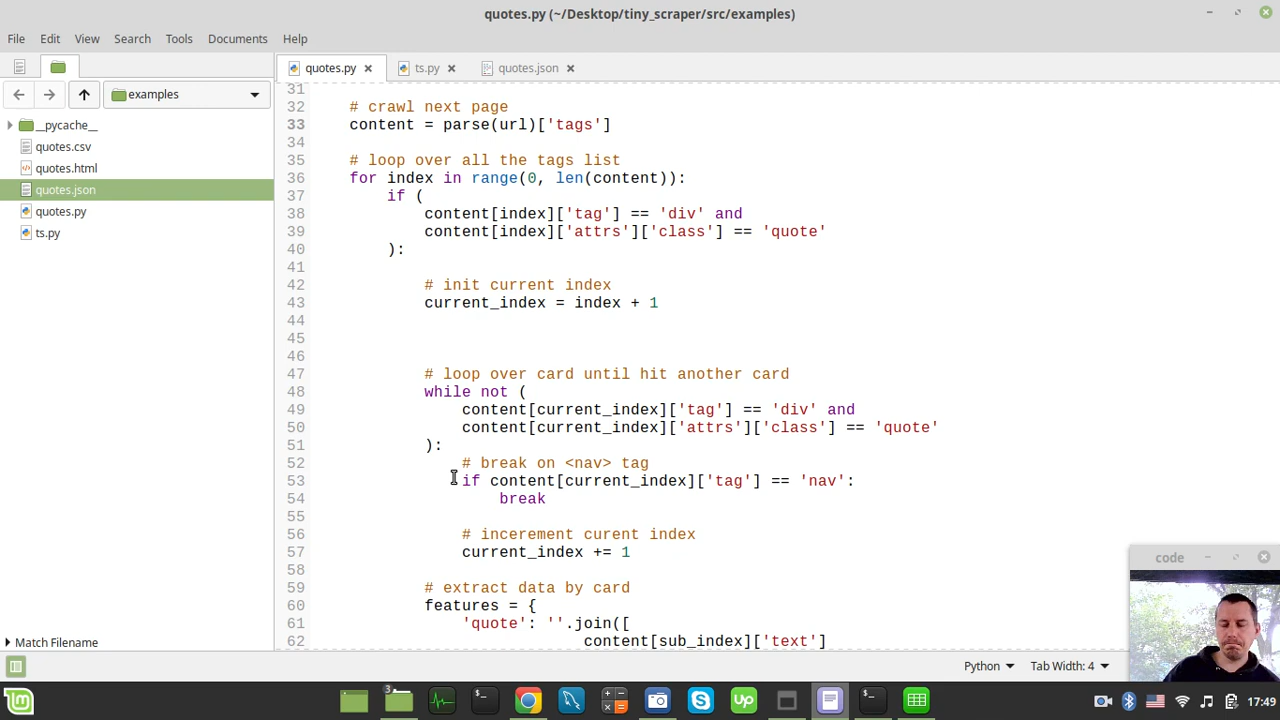 quotes.py (~/Desktop/tiny_scraper/src/examples)
File Edit View Search Tools Documents Help
quotes.py ts.py quotes.json
examples
__pycache__
quotes.csv
quotes.html
quotes.json
quotes.py
ts.py
Match Filename
31
32 # crawl next page
33 content = parse(url)['tags']
34
35 # loop over all the tags list
36 for index in range(0, len(content)):
37 if (
38 content[index]['tag'] == 'div' and
39 content[index]['attrs']['class'] == 'quote'
40 ):
41
42 # init current index
43 current_index = index + 1
44
45
46
47 # loop over card until hit another card
48 while not (
49 content[current_index]['tag'] == 'div' and
50 content[current_index]['attrs']['class'] == 'quote'
51 ):
52 # break on <nav> tag
53 if content[current_index]['tag'] == 'nav':
54 break
55
56 # incerement curent index
57 current_index += 1
58
59 # extract data by card
60 features = {
61 'quote': ''.join([
62 content[sub_index]['text']
code
Python Tab Width: 4
3
17:49